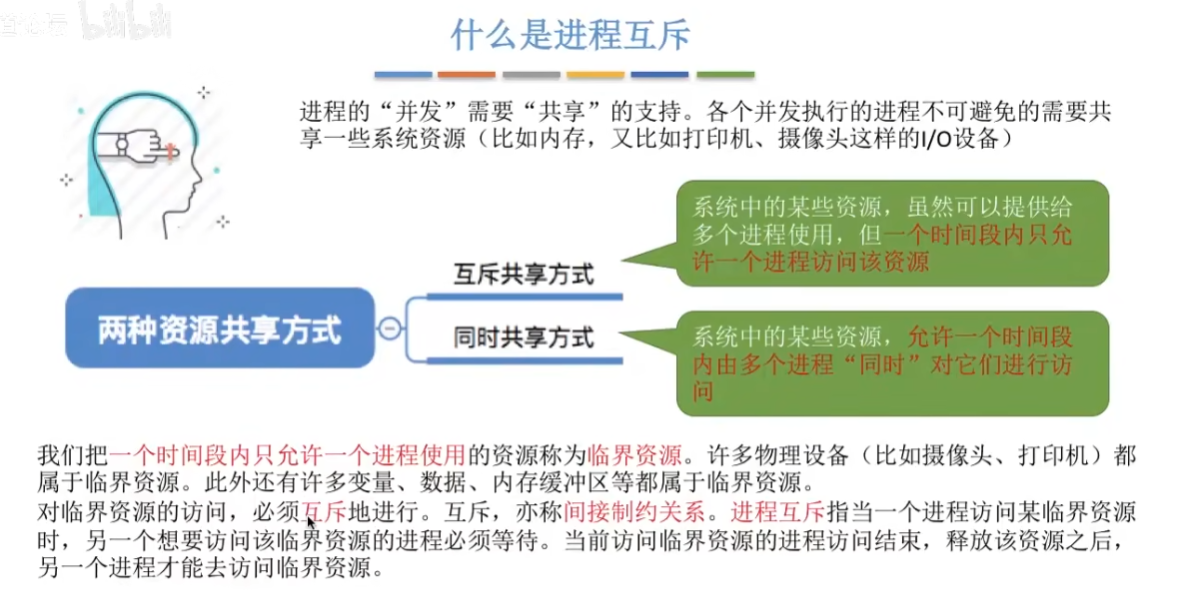 bilibili
什么是进程互斥
进程的“并发”需要“共享”的支持。各个并发执行的进程不可避免的需要共
享一些系统资源（比如内存，又比如打印机、摄像头这样的I/O设备）
系统中的某些资源，虽然可以提供给
多个进程使用，但一个时间段内只允
许一个进程访问该资源
互斥共享方式
两种资源共享方式
同时共享方式
系统中的某些资源，允许一个时间段
内由多个进程“同时”对它们进行访
问
我们把一个时间段内只允许一个进程使用的资源称为临界资源。许多物理设备（比如摄像头、打印机）都
属于临界资源。此外还有许多变量、数据、内存缓冲区等都属于临界资源。
对临界资源的访问，必须互斥地进行。互斥，亦称间接制约关系。进程互斥指当一个进程访问某临界资源
时，另一个想要访问该临界资源的进程必须等待。当前访问临界资源的进程访问结束，释放该资源之后，
另一个进程才能去访问临界资源。